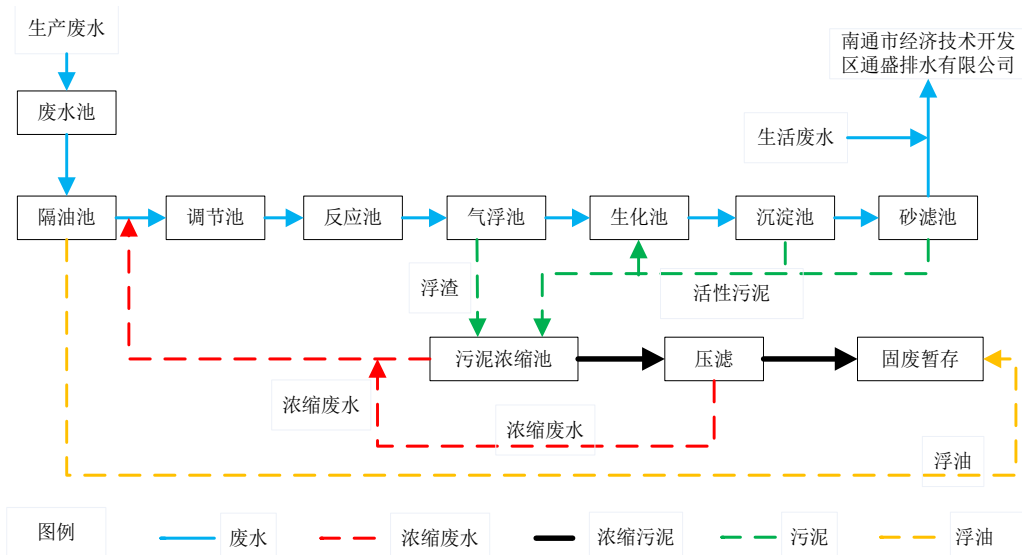 生产废水
南通市经济技术开发
区通盛排水有限公司
废水池
生活废水
隔油池
调节池
反应池
气浮池
生化池
沉淀池
砂滤池
浮渣
活性污泥
污泥浓缩池
压滤
固废暂存
浓缩废水
浓缩废水
浮油
图例
废水
浓缩废水
浓缩污泥
污泥
浮油